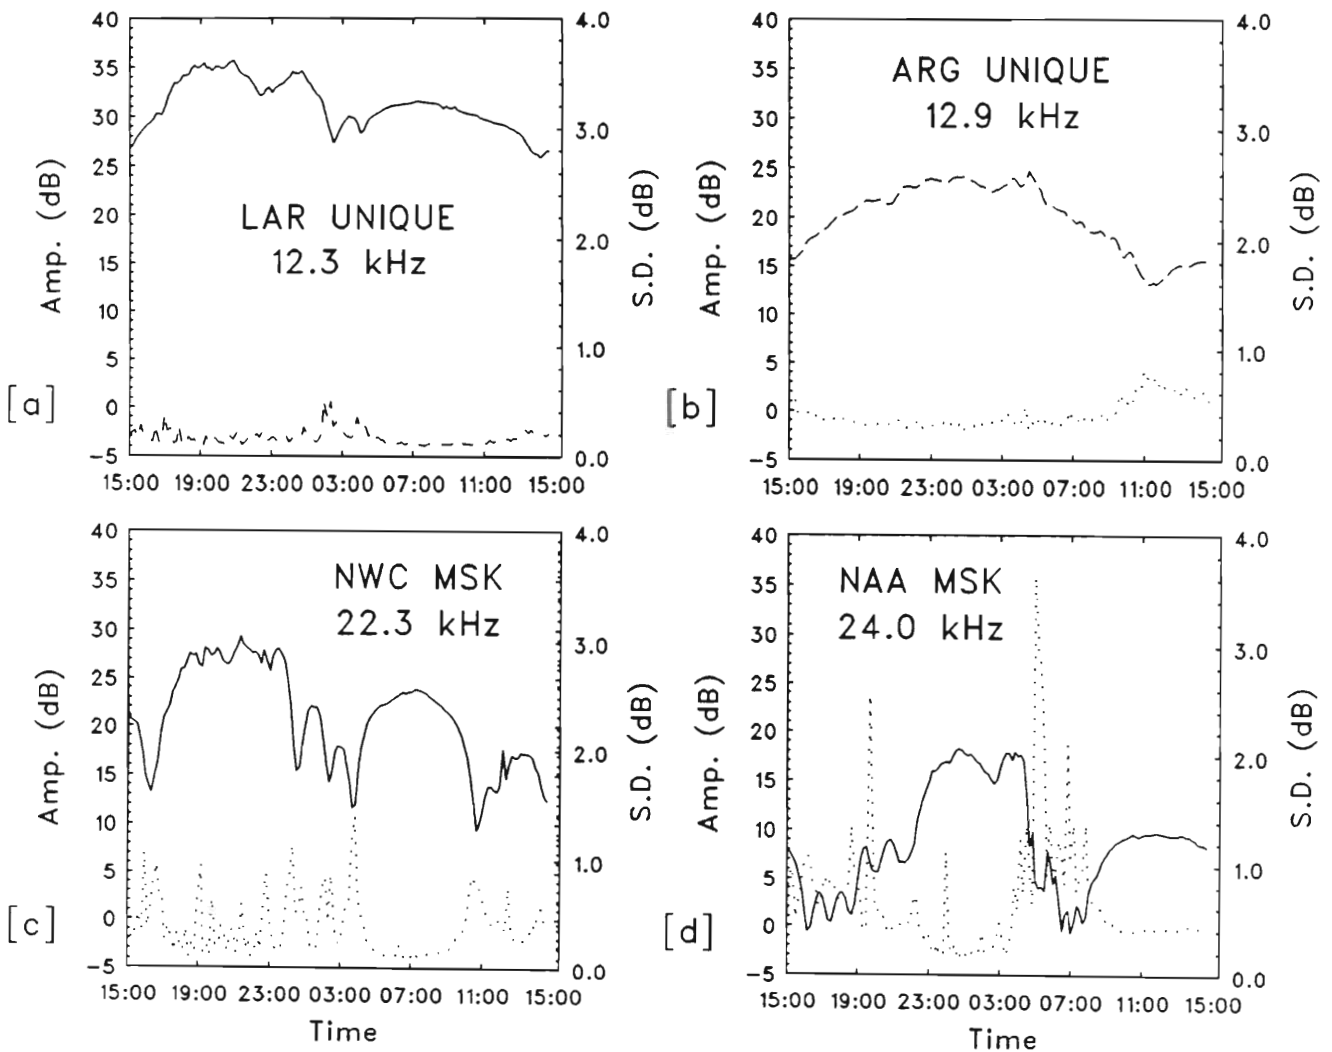 40
35
30
25
20
15
10
5
0
−5
Amp. (dB)
4.0
3.0
2.0
1.0
0.0
S.D. (dB)
LAR UNIQUE
12.3 kHz
[a]
15:00 19:00 23:00 03:00 07:00 11:00 15:00
40
35
30
25
20
15
10
5
0
−5
Amp. (dB)
4.0
3.0
2.0
1.0
0.0
S.D. (dB)
ARG UNIQUE
12.9 kHz
[b]
15:00 19:00 23:00 03:00 07:00 11:00 15:00
40
35
30
25
20
15
10
5
0
−5
Amp. (dB)
4.0
3.0
2.0
1.0
0.0
S.D. (dB)
NWC MSK
22.3 kHz
[c]
15:00 19:00 23:00 03:00 07:00 11:00 15:00
Time
40
35
30
25
20
15
10
5
0
−5
Amp. (dB)
4.0
3.0
2.0
1.0
0.0
S.D. (dB)
NAA MSK
24.0 kHz
[d]
15:00 19:00 23:00 03:00 07:00 11:00 15:00
Time